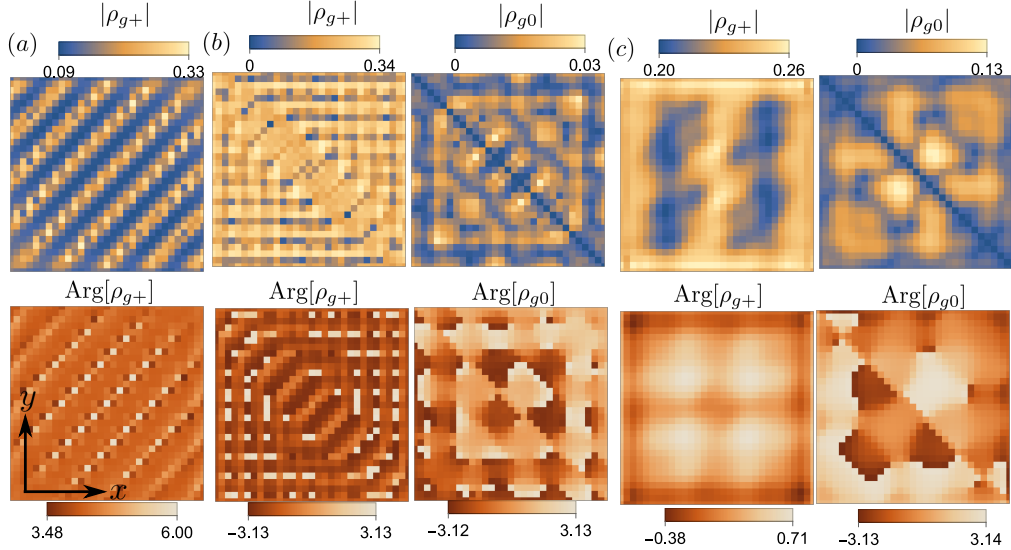 (a) |ρg+| (b) |ρg+| |ρg0| (c) |ρg+| |ρg0|
0.09 0.33 0 0.34 0 0.03 0.20 0.26 0 0.13
Arg[ρg+] Arg[ρg+] Arg[ρg0] Arg[ρg+] Arg[ρg0]
y
x
3.48 6.00 −3.13 3.13 −3.12 3.13 −0.38 0.71 −3.13 3.14